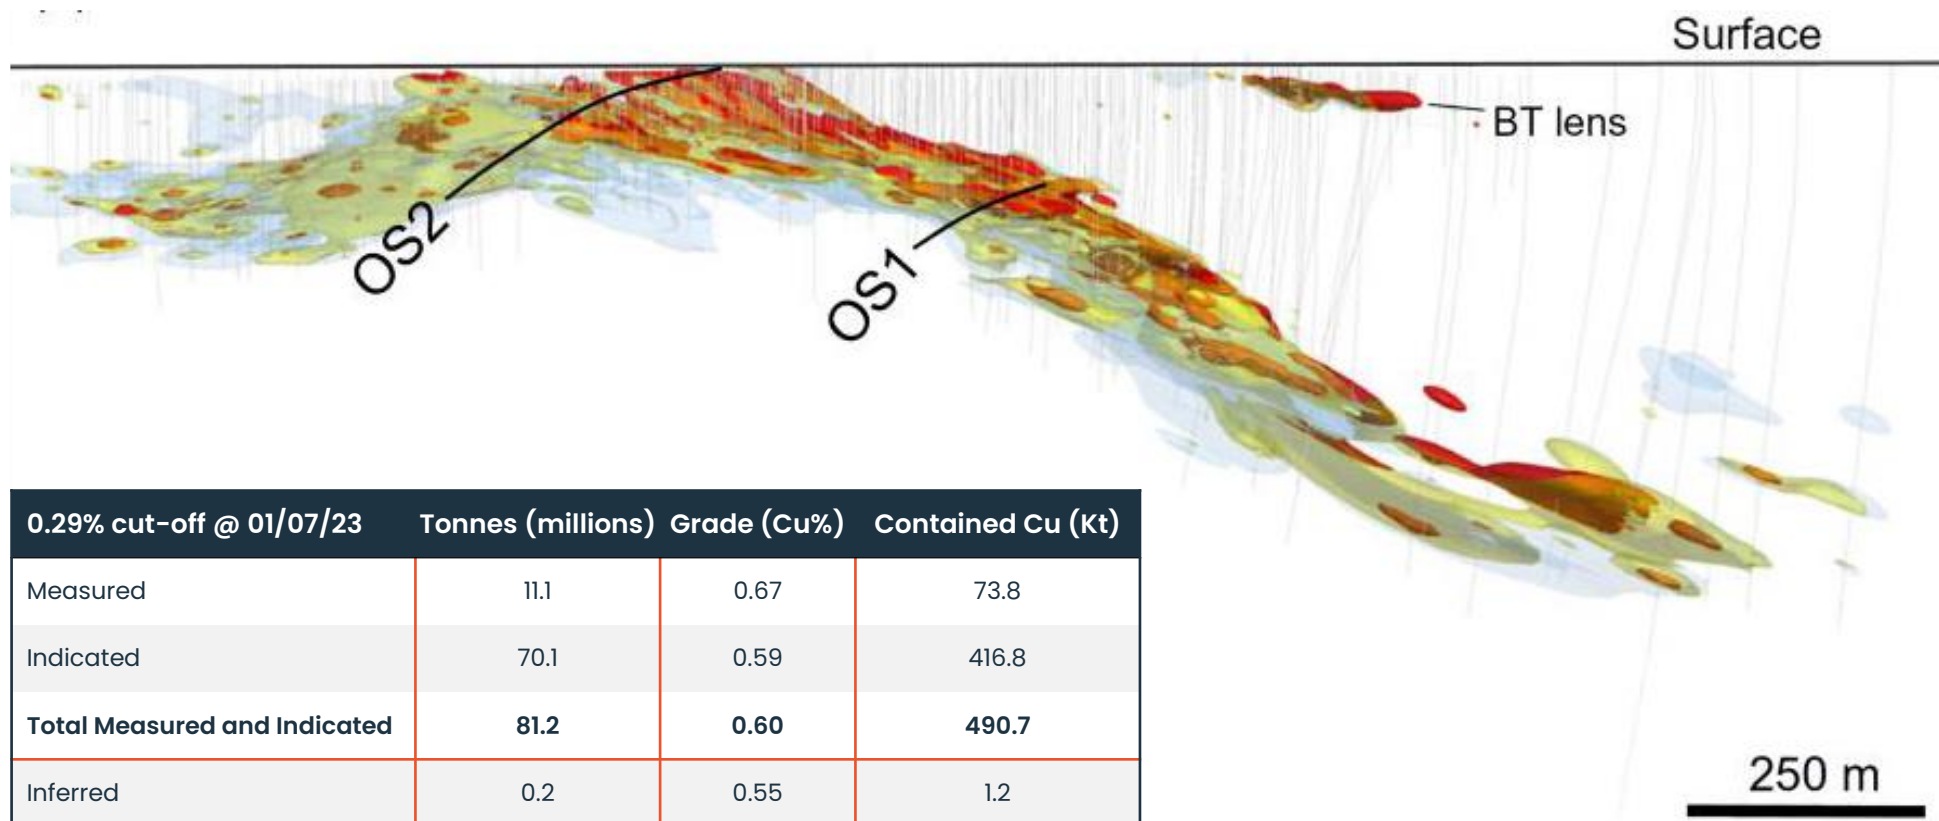 Surface
BT lens
OS2
OS1
0.29% cut-off @ 01/07/23 Tonnes (millions) Grade (Cu%) Contained Cu (Kt)
Measured 11.1 0.67 73.8
Indicated 70.1 0.59 416.8
Total Measured and Indicated 81.2 0.60 490.7
Inferred 0.2 0.55 1.2
250 m